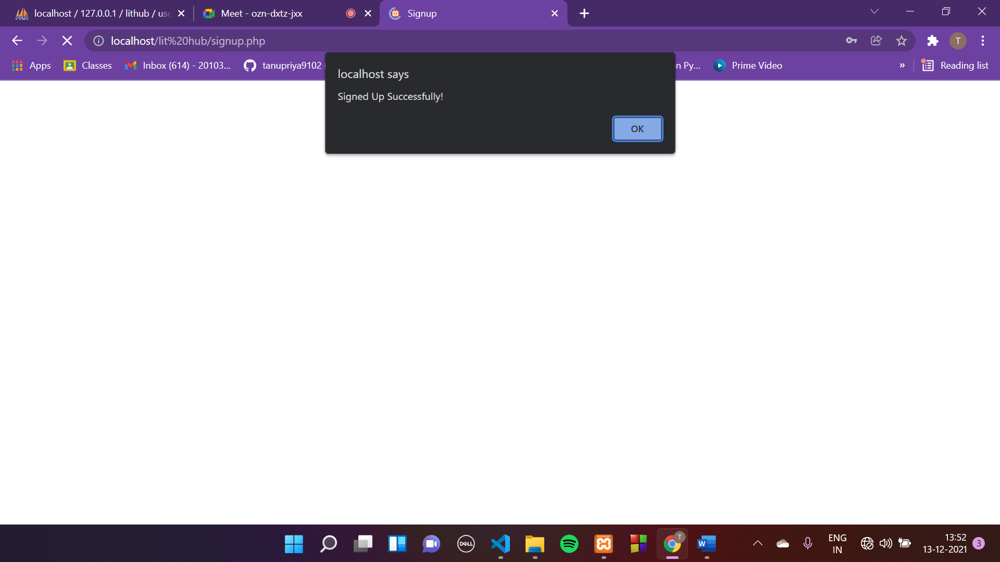 localhost / 127.0.0.1 / lithub / use
Meet - ozn-dxtz-jxx
Signup
localhost/lit%20hub/signup.php
T
Apps
Classes
Inbox (614) - 20103...
tanupriya9102 (
n Py...
Prime Video
»
Reading list
localhost says
Signed Up Successfully!
OK
DELL
T
W
ENG
IN
13:52
13-12-2021
3